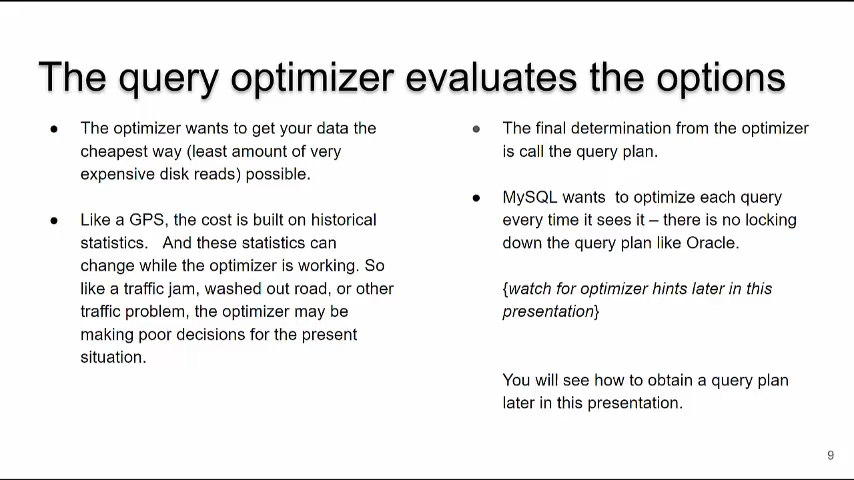 The query optimizer evaluates the options
● The optimizer wants to get your data the
cheapest way (least amount of very
expensive disk reads) possible.
● Like a GPS, the cost is built on historical
statistics.   And these statistics can
change while the optimizer is working. So
like a traffic jam, washed out road, or other
traffic problem, the optimizer may be
making poor decisions for the present
situation.
● The final determination from the optimizer
is call the query plan.
● MySQL wants  to optimize each query
every time it sees it – there is no locking
down the query plan like Oracle.
{watch for optimizer hints later in this
presentation}
You will see how to obtain a query plan
later in this presentation.
9